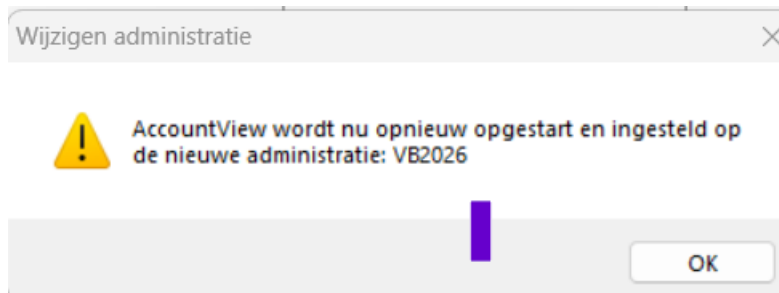 Wijzigen administratie
AccountView wordt nu opnieuw opgestart en ingesteld op
de nieuwe administratie: VB2026
OK